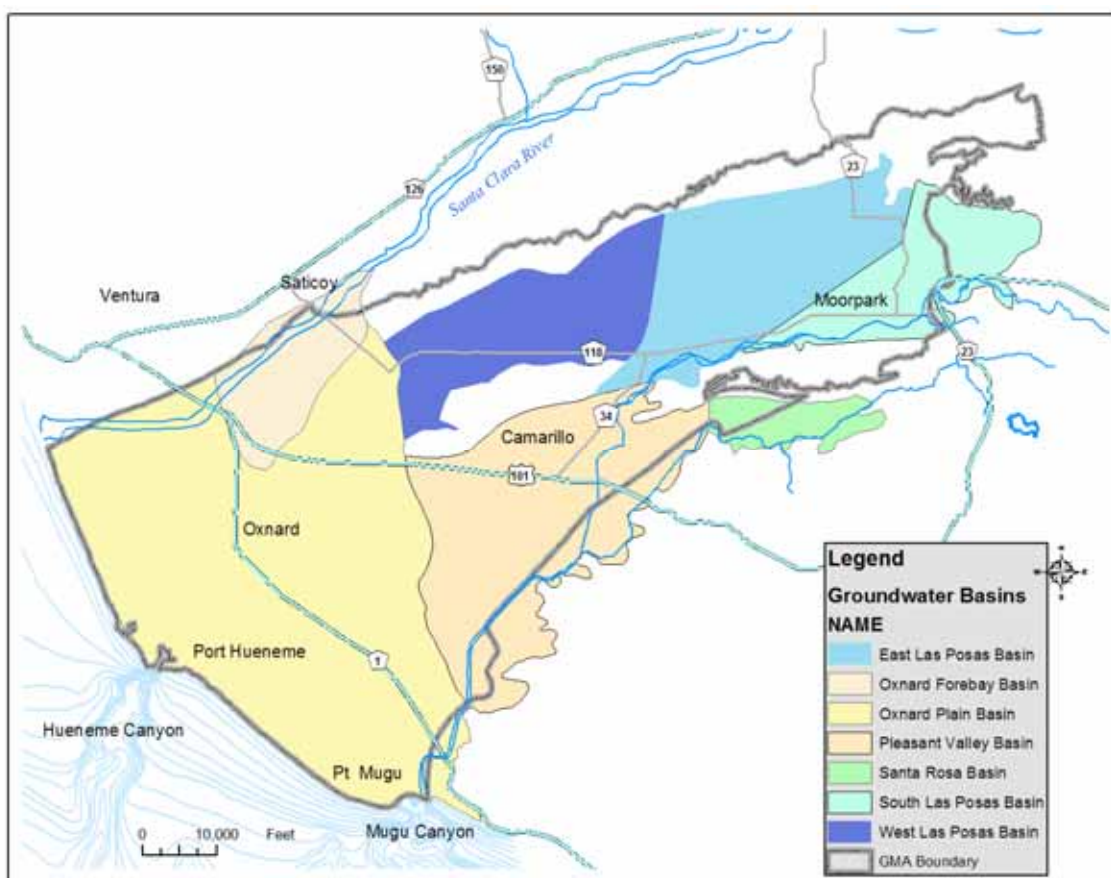 150
126
Santa Clara River
23
Saticoy
Ventura
Moorpark
118
23
34
Camarillo
101
Oxnard
Port Hueneme
1
Hueneme Canyon
Pt Mugu
Mugu Canyon
0 10,000 Feet
Legend
Groundwater Basins
NAME
East Las Posas Basin
Oxnard Forebay Basin
Oxnard Plain Basin
Pleasant Valley Basin
Santa Rosa Basin
South Las Posas Basin
West Las Posas Basin
GMA Boundary